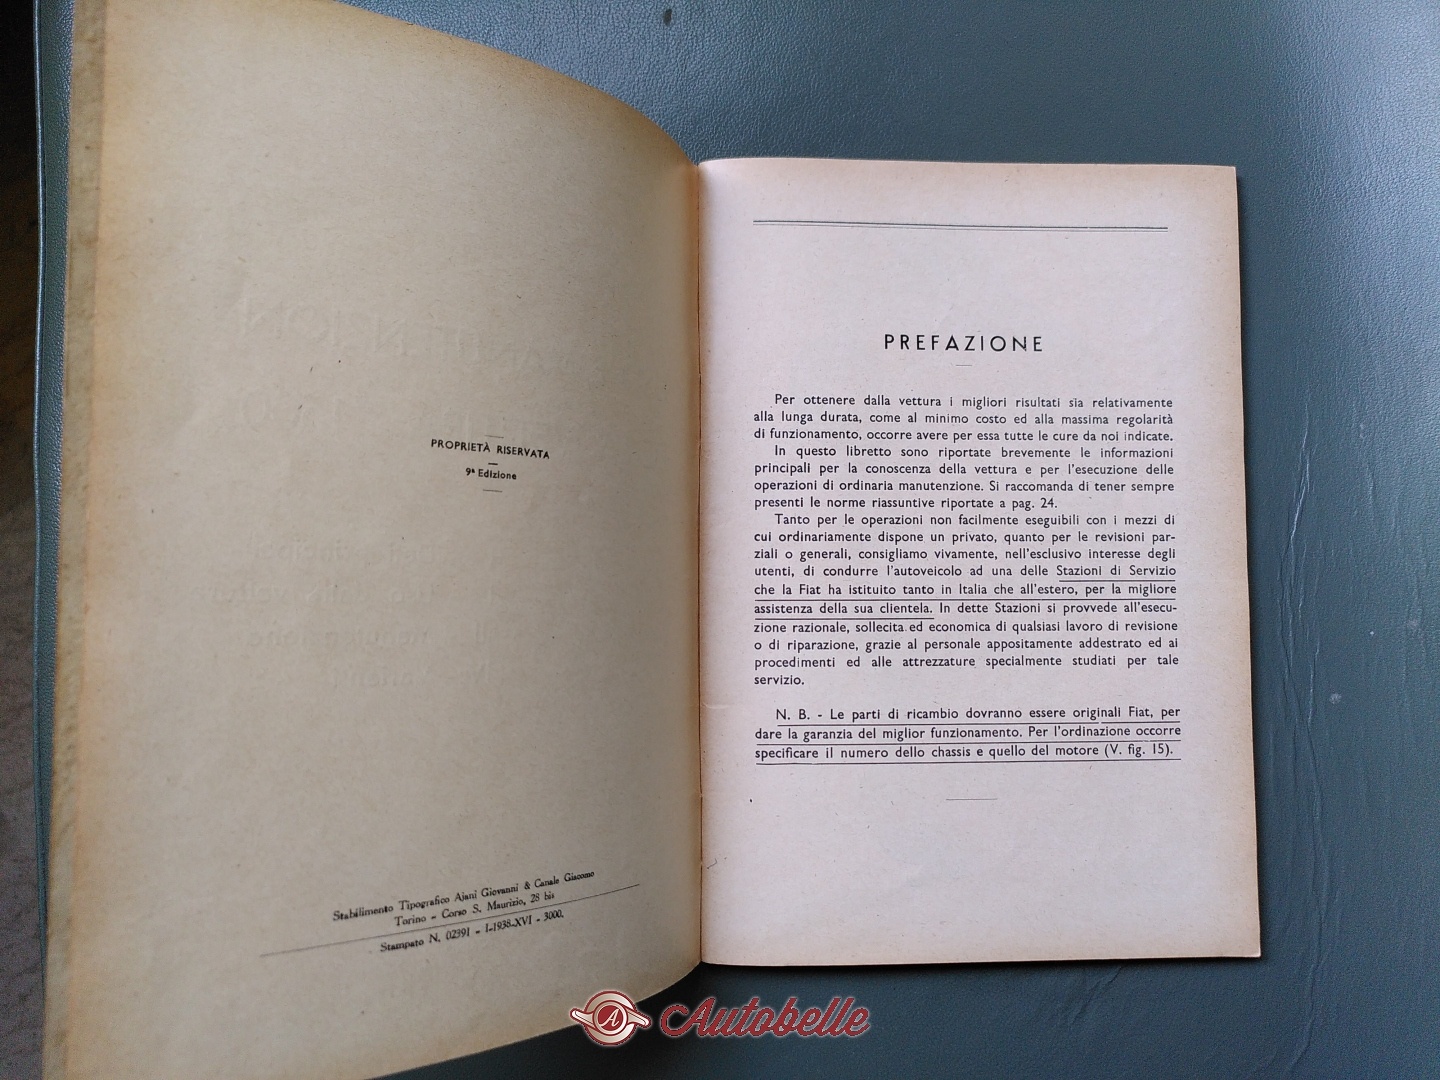 PROPRIETÀ RISERVATA
9ª Edizione
Stabilimento Tipografico Ajani Giovanni & Canale Giacomo
Torino - Corso S. Maurizio, 28 bis
Stampato N. 02391 - I-1938-XVI - 3000.
PREFAZIONE
Per ottenere dalla vettura i migliori risultati sia relativamente
alla lunga durata, come al minimo costo ed alla massima regolarità
di funzionamento, occorre avere per essa tutte le cure da noi indicate.
In questo libretto sono riportate brevemente le informazioni
principali per la conoscenza della vettura e per l'esecuzione delle
operazioni di ordinaria manutenzione. Si raccomanda di tener sempre
presenti le norme riassuntive riportate a pag. 24.
Tanto per le operazioni non facilmente eseguibili con i mezzi di
cui ordinariamente dispone un privato, quanto per le revisioni par-
ziali o generali, consigliamo vivamente, nell'esclusivo interesse degli
utenti, di condurre l'autoveicolo ad una delle Stazioni di Servizio
che la Fiat ha istituito tanto in Italia che all'estero, per la migliore
assistenza della sua clientela. In dette Stazioni si provvede all'esecu-
zione razionale, sollecita ed economica di qualsiasi lavoro di revisione
o di riparazione, grazie al personale appositamente addestrato ed ai
procedimenti ed alle attrezzature specialmente studiati per tale
servizio.
N. B. - Le parti di ricambio dovranno essere originali Fiat, per
dare la garanzia del miglior funzionamento. Per l'ordinazione occorre
specificare il numero dello chassis e quello del motore (V. fig. 15).
A Autobelle